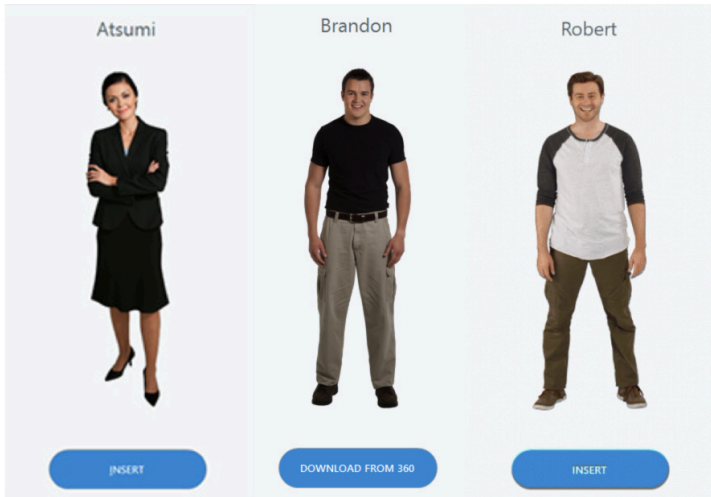 Atsumi
Brandon
Robert
INSERT
DOWNLOAD FROM 360
INSERT